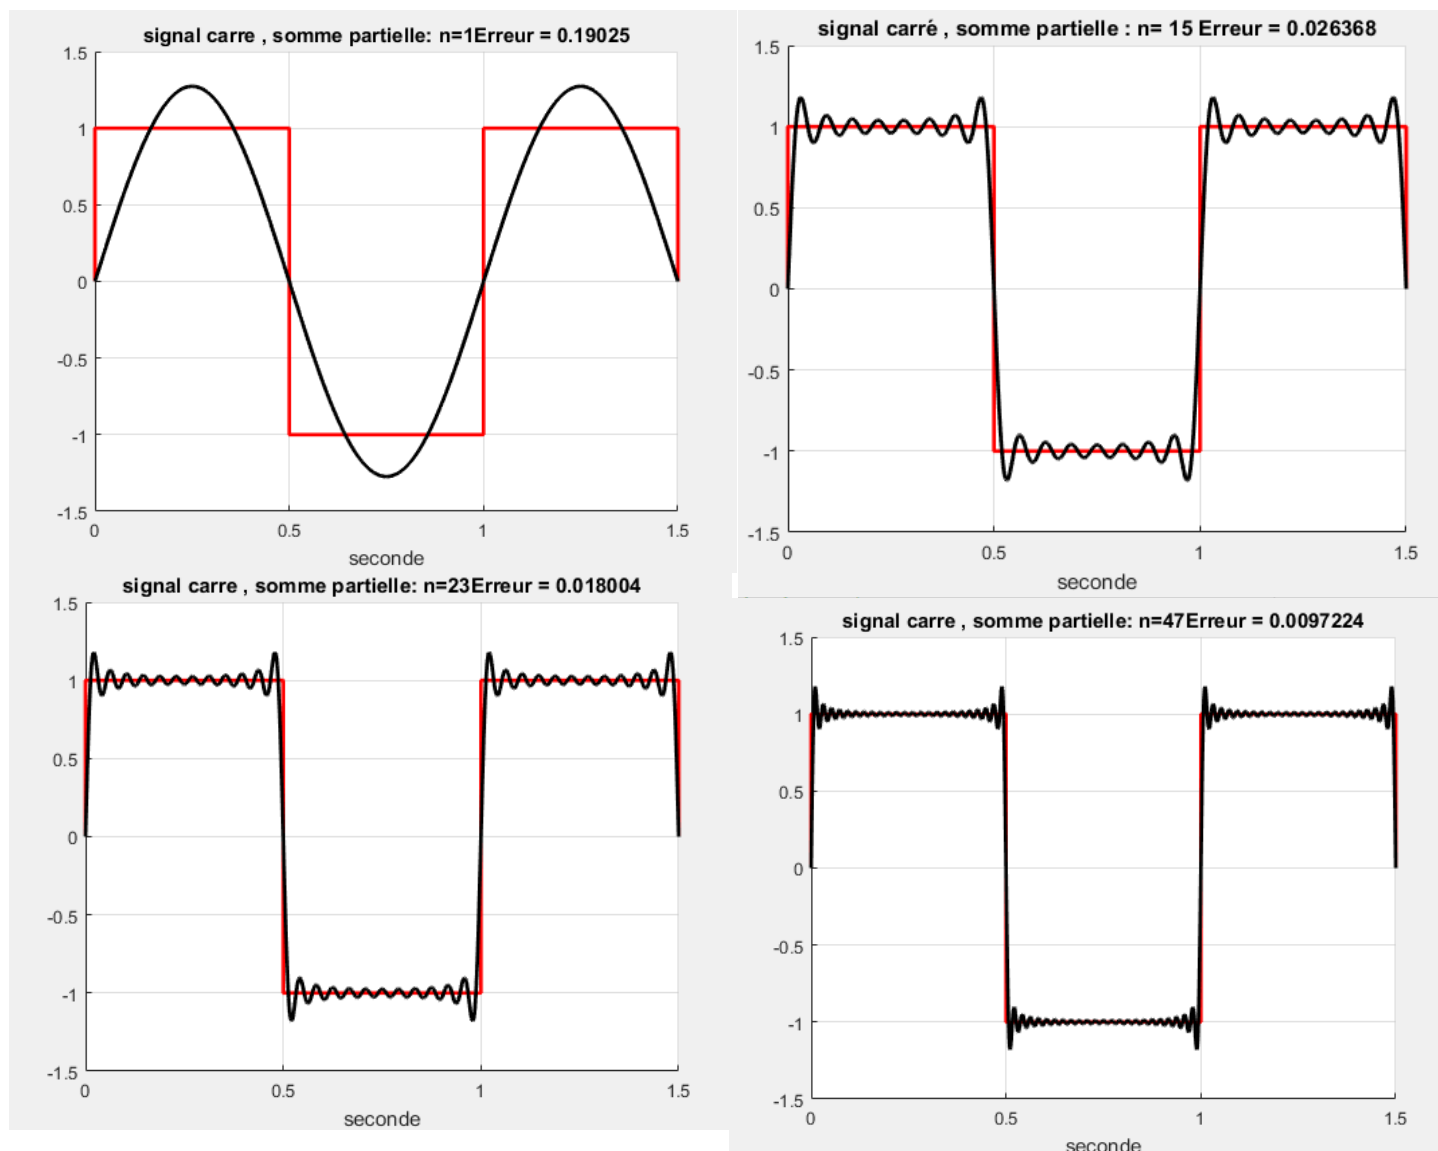 signal carre , somme partielle: n=1Erreur = 0.19025
1.5
1
0.5
0
-0.5
-1
-1.5
0 0.5 1 1.5
seconde
signal carré , somme partielle : n= 15 Erreur = 0.026368
1.5
1
0.5
0
-0.5
-1
-1.5
0 0.5 1 1.5
seconde
signal carre , somme partielle: n=23Erreur = 0.018004
1.5
1
0.5
0
-0.5
-1
-1.5
0 0.5 1 1.5
seconde
signal carre , somme partielle: n=47Erreur = 0.0097224
1.5
1
0.5
0
-0.5
-1
-1.5
0 0.5 1 1.5
seconde